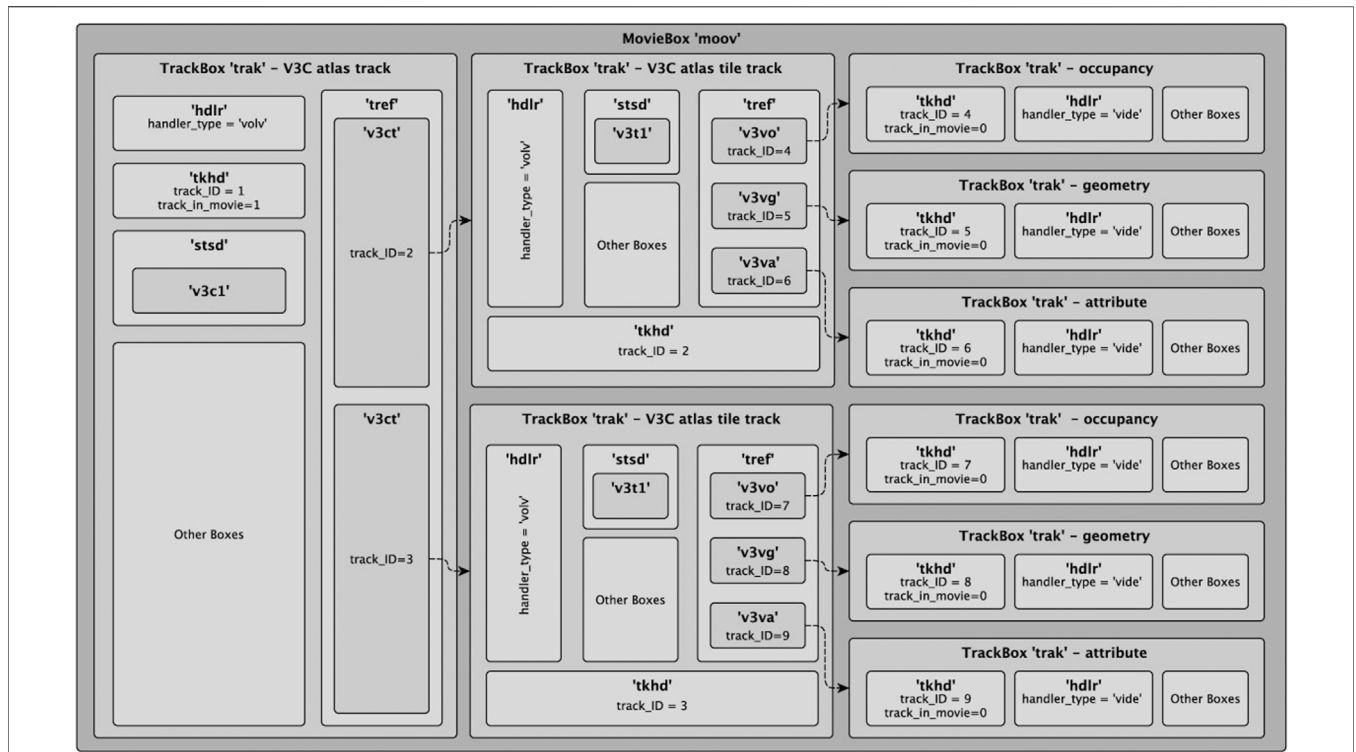 MovieBox 'moov'
TrackBox 'trak' – V3C atlas track
'hdlr'
handler_type = 'volv'
'tkhd'
track_ID = 1
track_in_movie=1
'stsd'
'v3c1'
Other Boxes
'tref'
'v3ct'
track_ID=2
'v3ct'
track_ID=3
TrackBox 'trak' – V3C atlas tile track
'hdlr'
handler_type = 'volv'
'stsd'
'v3t1'
Other Boxes
'tref'
'v3vo'
track_ID=4
'v3vg'
track_ID=5
'v3va'
track_ID=6
'tkhd'
track_ID = 2
TrackBox 'trak' – V3C atlas tile track
'hdlr'
handler_type = 'volv'
'stsd'
'v3t1'
Other Boxes
'tref'
'v3vo'
track_ID=7
'v3vg'
track_ID=8
'v3va'
track_ID=9
'tkhd'
track_ID = 3
TrackBox 'trak' – occupancy
'tkhd'
track_ID = 4
track_in_movie=0
'hdlr'
handler_type = 'vide'
Other Boxes
TrackBox 'trak' – geometry
'tkhd'
track_ID = 5
track_in_movie=0
'hdlr'
handler_type = 'vide'
Other Boxes
TrackBox 'trak' – attribute
'tkhd'
track_ID = 6
track_in_movie=0
'hdlr'
handler_type = 'vide'
Other Boxes
TrackBox 'trak' – occupancy
'tkhd'
track_ID = 7
track_in_movie=0
'hdlr'
handler_type = 'vide'
Other Boxes
TrackBox 'trak' – geometry
'tkhd'
track_ID = 8
track_in_movie=0
'hdlr'
handler_type = 'vide'
Other Boxes
TrackBox 'trak' – attribute
'tkhd'
track_ID = 9
track_in_movie=0
'hdlr'
handler_type = 'vide'
Other Boxes